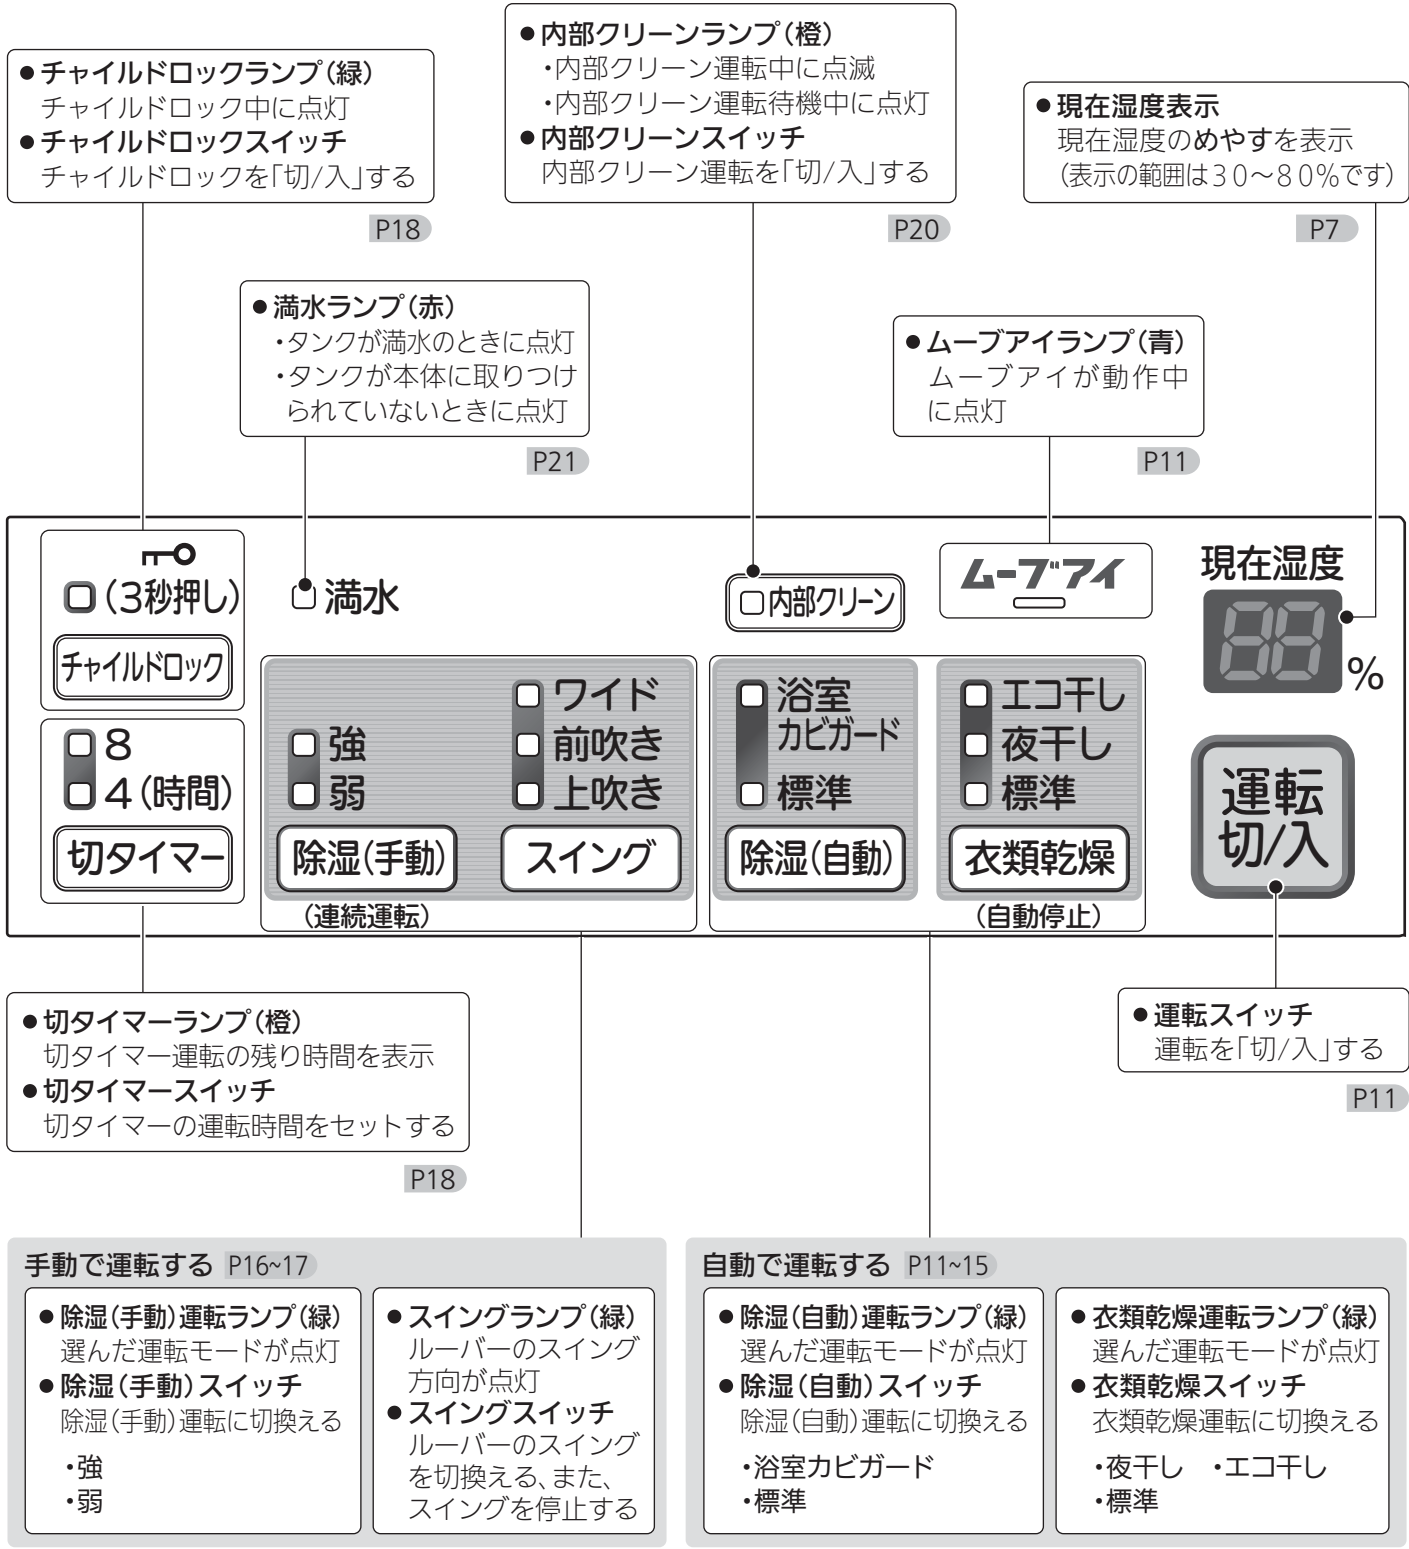 ●チャイルドロックランプ(緑)
チャイルドロック中に点灯
●チャイルドロックスイッチ
チャイルドロックを「切/入」する
P18
●内部クリーンランプ(橙)
・内部クリーン運転中に点滅
・内部クリーン運転待機中に点灯
●内部クリーンスイッチ
内部クリーン運転を「切/入」する
P20
●現在湿度表示
現在湿度のめやすを表示
(表示の範囲は30〜80%です)
P7
●満水ランプ(赤)
・タンクが満水のときに点灯
・タンクが本体に取りつけ
られていないときに点灯
P21
●ムーブアイランプ(青)
ムーブアイが動作中
に点灯
P11
(3秒押し)
チャイルドロック
満水
内部クリーン
ムーブアイ
現在湿度
88
%
8
4(時間)
切タイマー
強
弱
除湿(手動)
(連続運転)
ワイド
前吹き
上吹き
スイング
浴室
カビガード
標準
除湿(自動)
エコ干し
夜干し
標準
衣類乾燥
(自動停止)
運転
切/入
●切タイマーランプ(橙)
切タイマー運転の残り時間を表示
●切タイマースイッチ
切タイマーの運転時間をセットする
P18
●運転スイッチ
運転を「切/入」する
P11
手動で運転する P16~17
●除湿(手動)運転ランプ(緑)
選んだ運転モードが点灯
●除湿(手動)スイッチ
除湿(手動)運転に切換える
・強
・弱
●スイングランプ(緑)
ルーバーのスイング
方向が点灯
●スイングスイッチ
ルーバーのスイング
を切換える、また、
スイングを停止する
自動で運転する P11~15
●除湿(自動)運転ランプ(緑)
選んだ運転モードが点灯
●除湿(自動)スイッチ
除湿(自動)運転に切換える
・浴室カビガード
・標準
●衣類乾燥運転ランプ(緑)
選んだ運転モードが点灯
●衣類乾燥スイッチ
衣類乾燥運転に切換える
・夜干し ・エコ干し
・標準